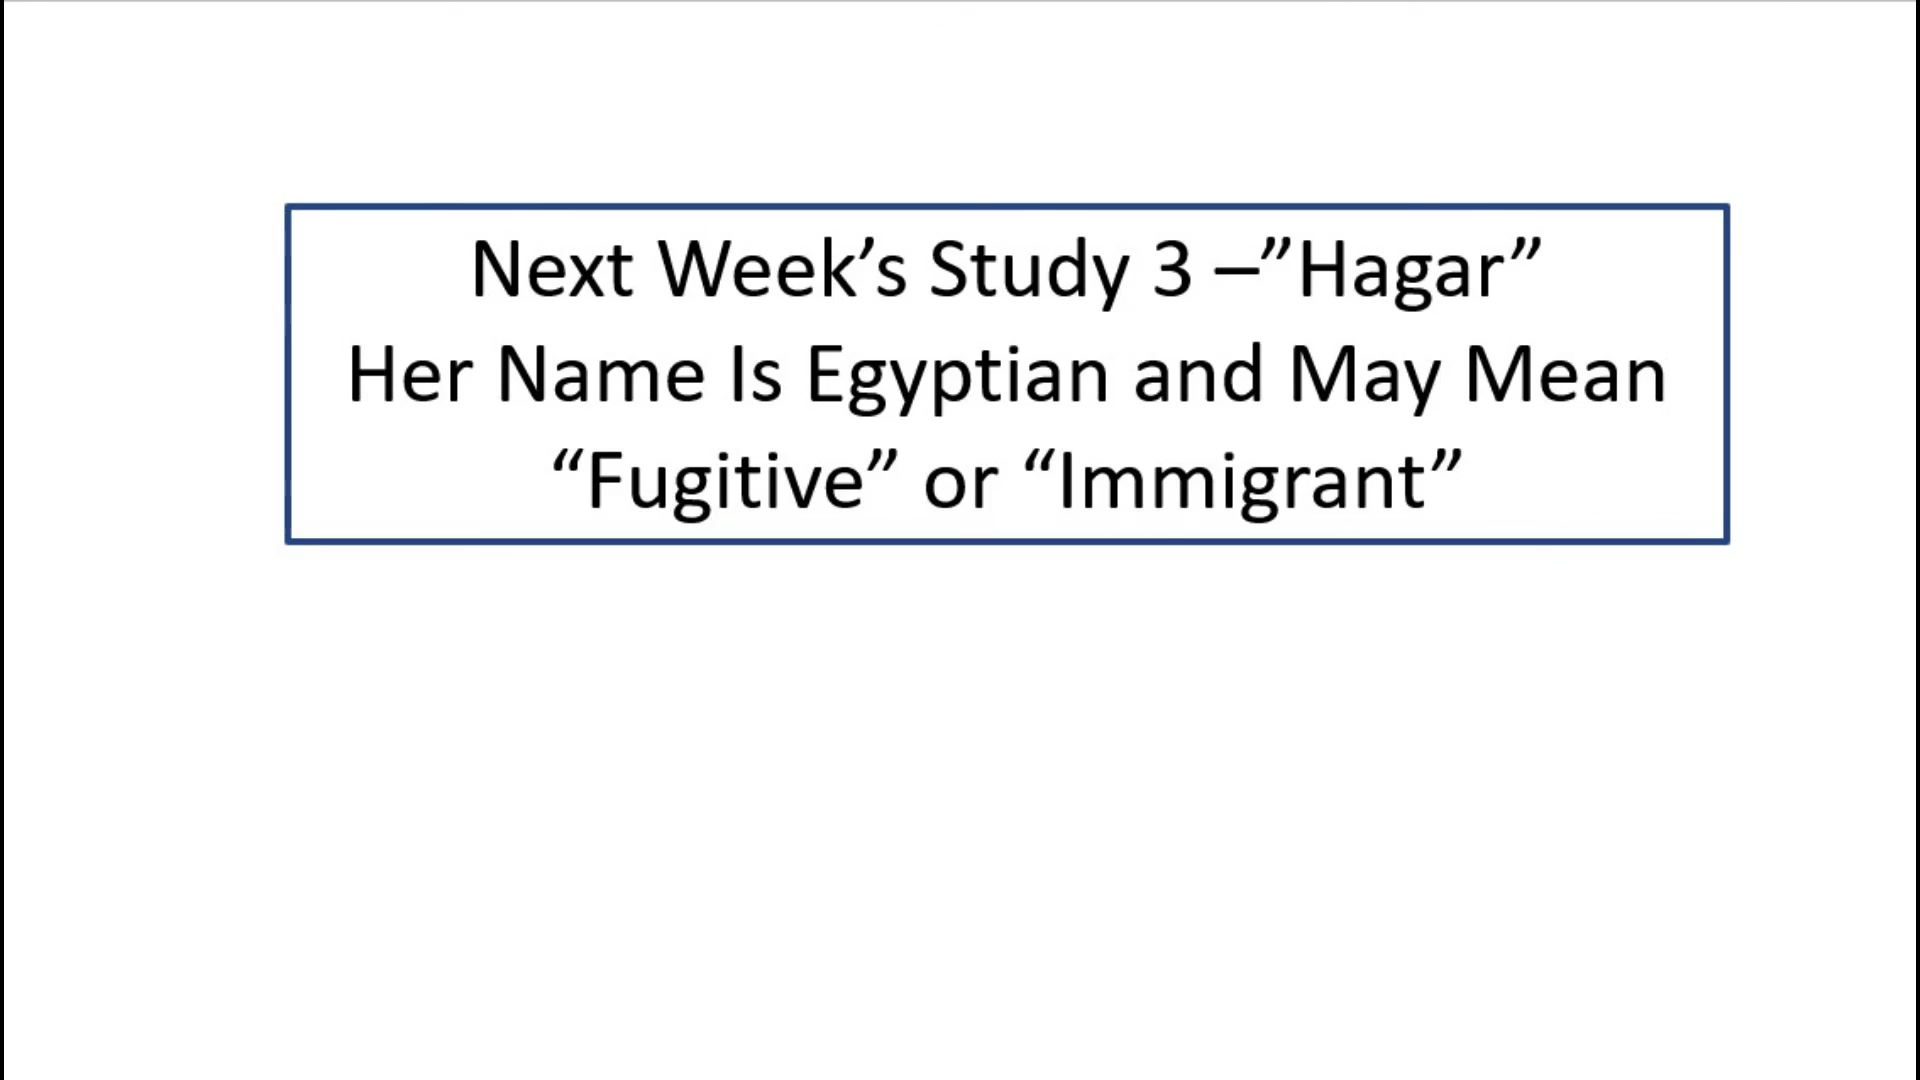 Next Week’s Study 3 –”Hagar”
Her Name Is Egyptian and May Mean
“Fugitive” or “Immigrant”